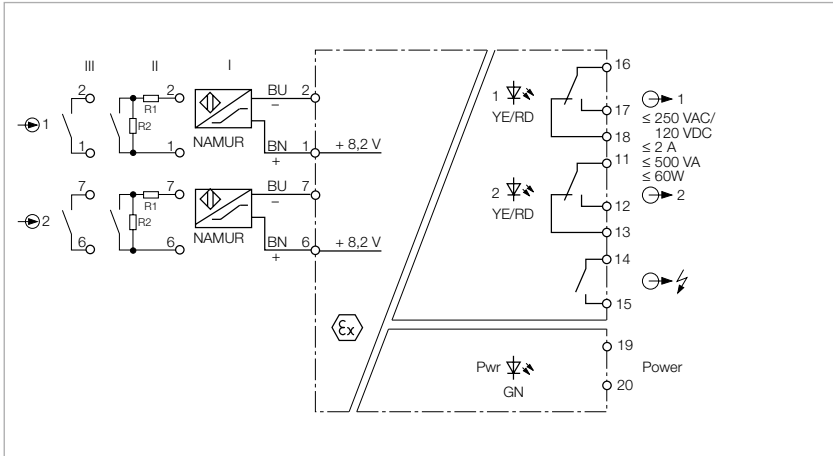 III II I
2 2 BU 2
R1 −
1 R2
1 1 NAMUR BN 1 + 8,2 V
+
7 7 BU 7
R1 −
2 R2
6 6 NAMUR BN 6 + 8,2 V
+
Ex
1
YE/RD
2
YE/RD
Pwr
GN
16
17
18
11
12
13
14
15
19
20
1
≤ 250 VAC/
120 VDC
≤ 2 A
≤ 500 VA
≤ 60W
2
Power